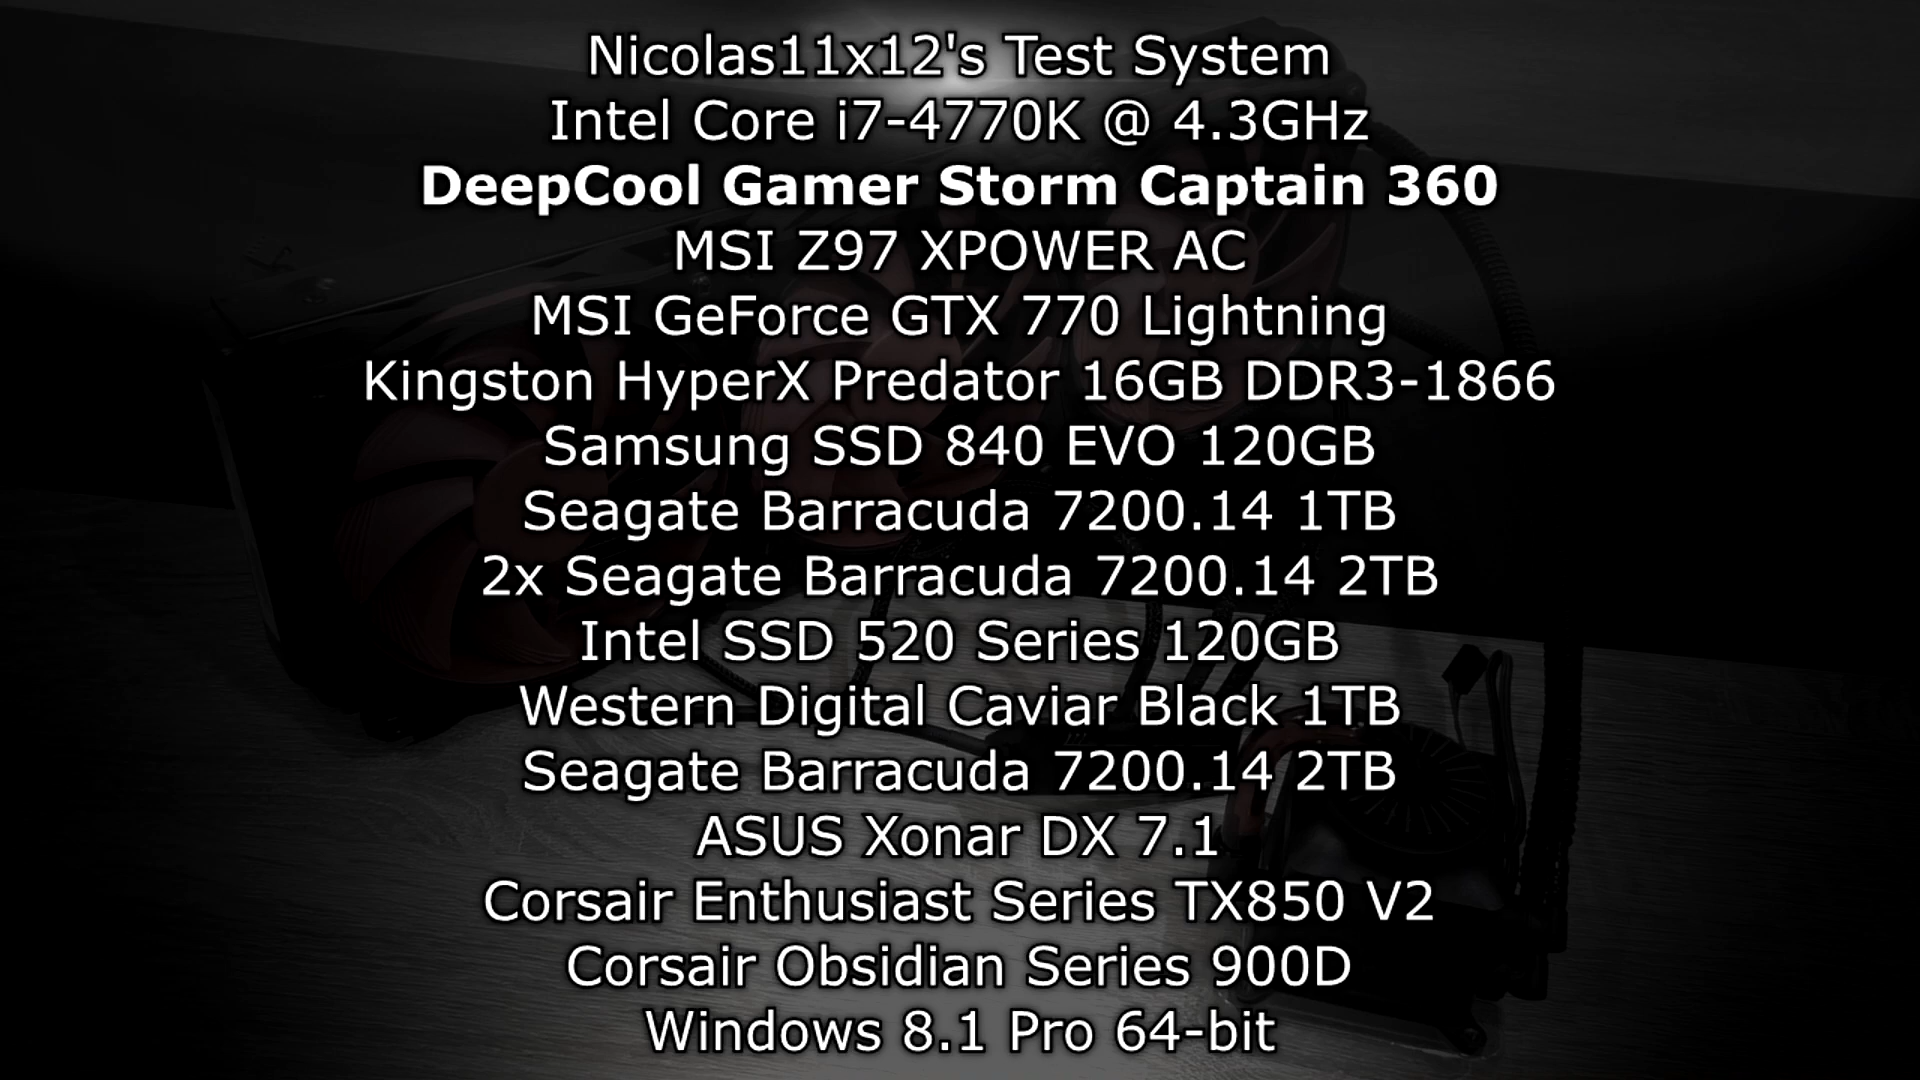 Nicolas11x12's Test System
Intel Core i7-4770K @ 4.3GHz
DeepCool Gamer Storm Captain 360
MSI Z97 XPOWER AC
MSI GeForce GTX 770 Lightning
Kingston HyperX Predator 16GB DDR3-1866
Samsung SSD 840 EVO 120GB
Seagate Barracuda 7200.14 1TB
2x Seagate Barracuda 7200.14 2TB
Intel SSD 520 Series 120GB
Western Digital Caviar Black 1TB
Seagate Barracuda 7200.14 2TB
ASUS Xonar DX 7.1
Corsair Enthusiast Series TX850 V2
Corsair Obsidian Series 900D
Windows 8.1 Pro 64-bit